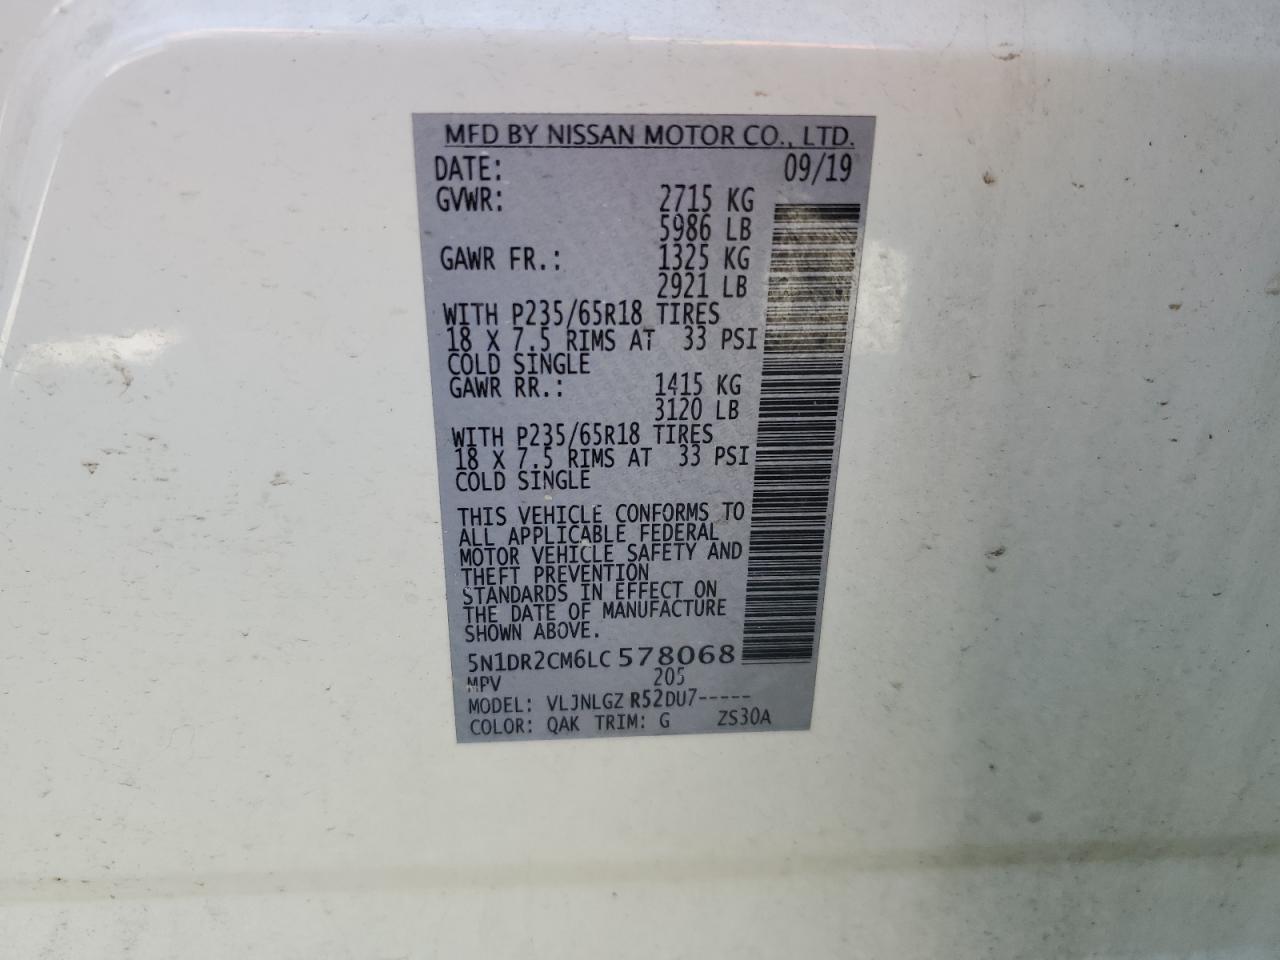 MFD BY NISSAN MOTOR CO., LTD.
DATE: 09/19
GVWR: 2715 KG
5986 LB
GAWR FR.: 1325 KG
2921 LB
WITH P235/65R18 TIRES
18 X 7.5 RIMS AT 33 PSI
COLD SINGLE
GAWR RR.: 1415 KG
3120 LB
WITH P235/65R18 TIRES
18 X 7.5 RIMS AT 33 PSI
COLD SINGLE
THIS VEHICLE CONFORMS TO
ALL APPLICABLE FEDERAL
MOTOR VEHICLE SAFETY AND
THEFT PREVENTION
STANDARDS IN EFFECT ON
THE DATE OF MANUFACTURE
SHOWN ABOVE.
5N1DR2CM6LC578068
MPV 205
MODEL: VLJNLGZ R52DU7-----
COLOR: QAK TRIM: G ZS30A